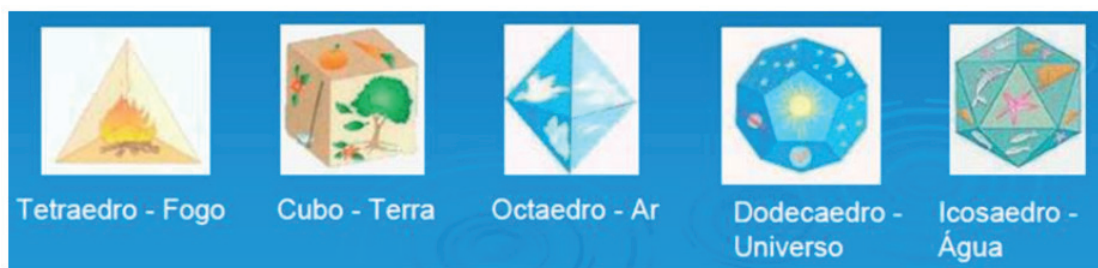 Tetraedro - Fogo
Cubo - Terra
Octaedro - Ar
Dodecaedro -
Universo
Icosaedro -
Água